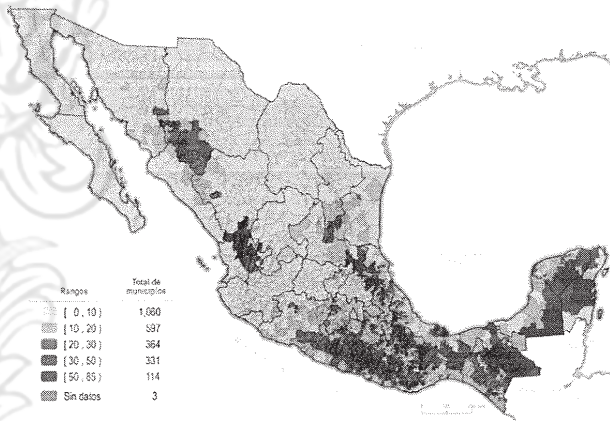 Rangos Total de
municipios
[ 0 , 10 ) 1,060
[ 10 , 20 ) 597
[ 20 , 30 ) 364
[ 30 , 50 ) 331
[ 50 , 85 ) 114
Sin datos 3